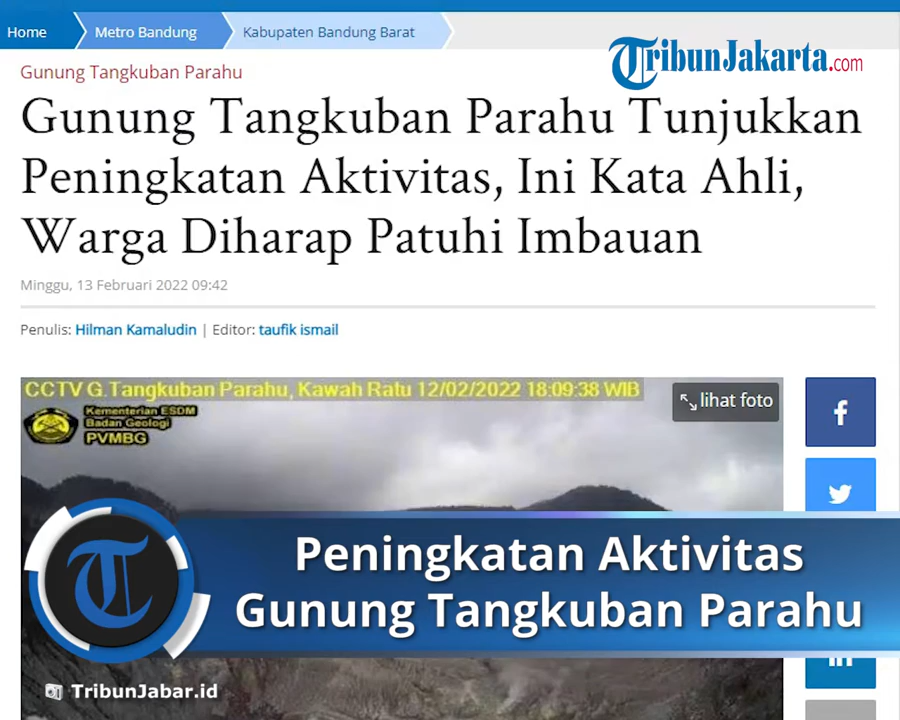 Home
Metro Bandung
Kabupaten Bandung Barat
TribunJakarta.com
Gunung Tangkuban Parahu
Gunung Tangkuban Parahu Tunjukkan
Peningkatan Aktivitas, Ini Kata Ahli,
Warga Diharap Patuhi Imbauan
Minggu, 13 Februari 2022 09:42
Penulis: Hilman Kamaludin | Editor: taufik ismail
CCTV G.Tangkuban Parahu, Kawah Ratu 12/02/2022 18:09:38 WIB
lihat foto
Kementerian ESDM
Badan Geologi
PVMBG
Peningkatan Aktivitas
Gunung Tangkuban Parahu
TribunJabar.id